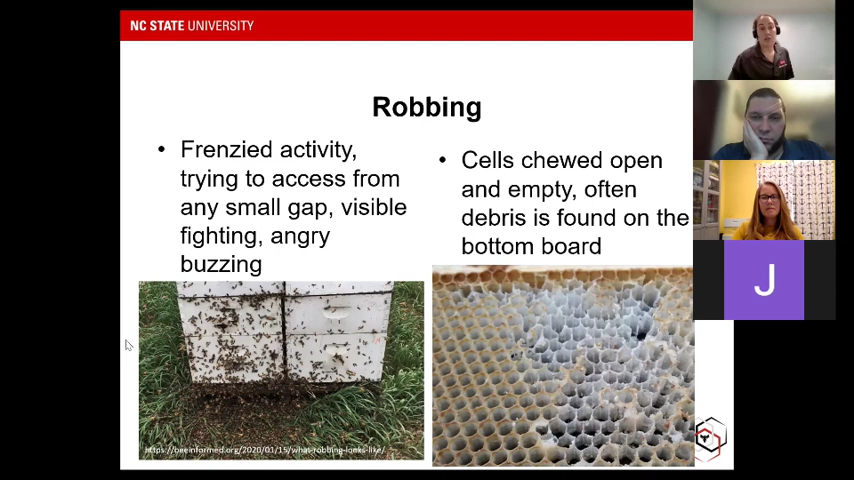 NC STATE UNIVERSITY
Robbing
• Frenzied activity,
trying to access from
any small gap, visible
fighting, angry
buzzing
• Cells chewed open
and empty, often
debris is found on the
bottom board
https://beeinformed.org/2020/01/15/what-robbing-looks-like/
J